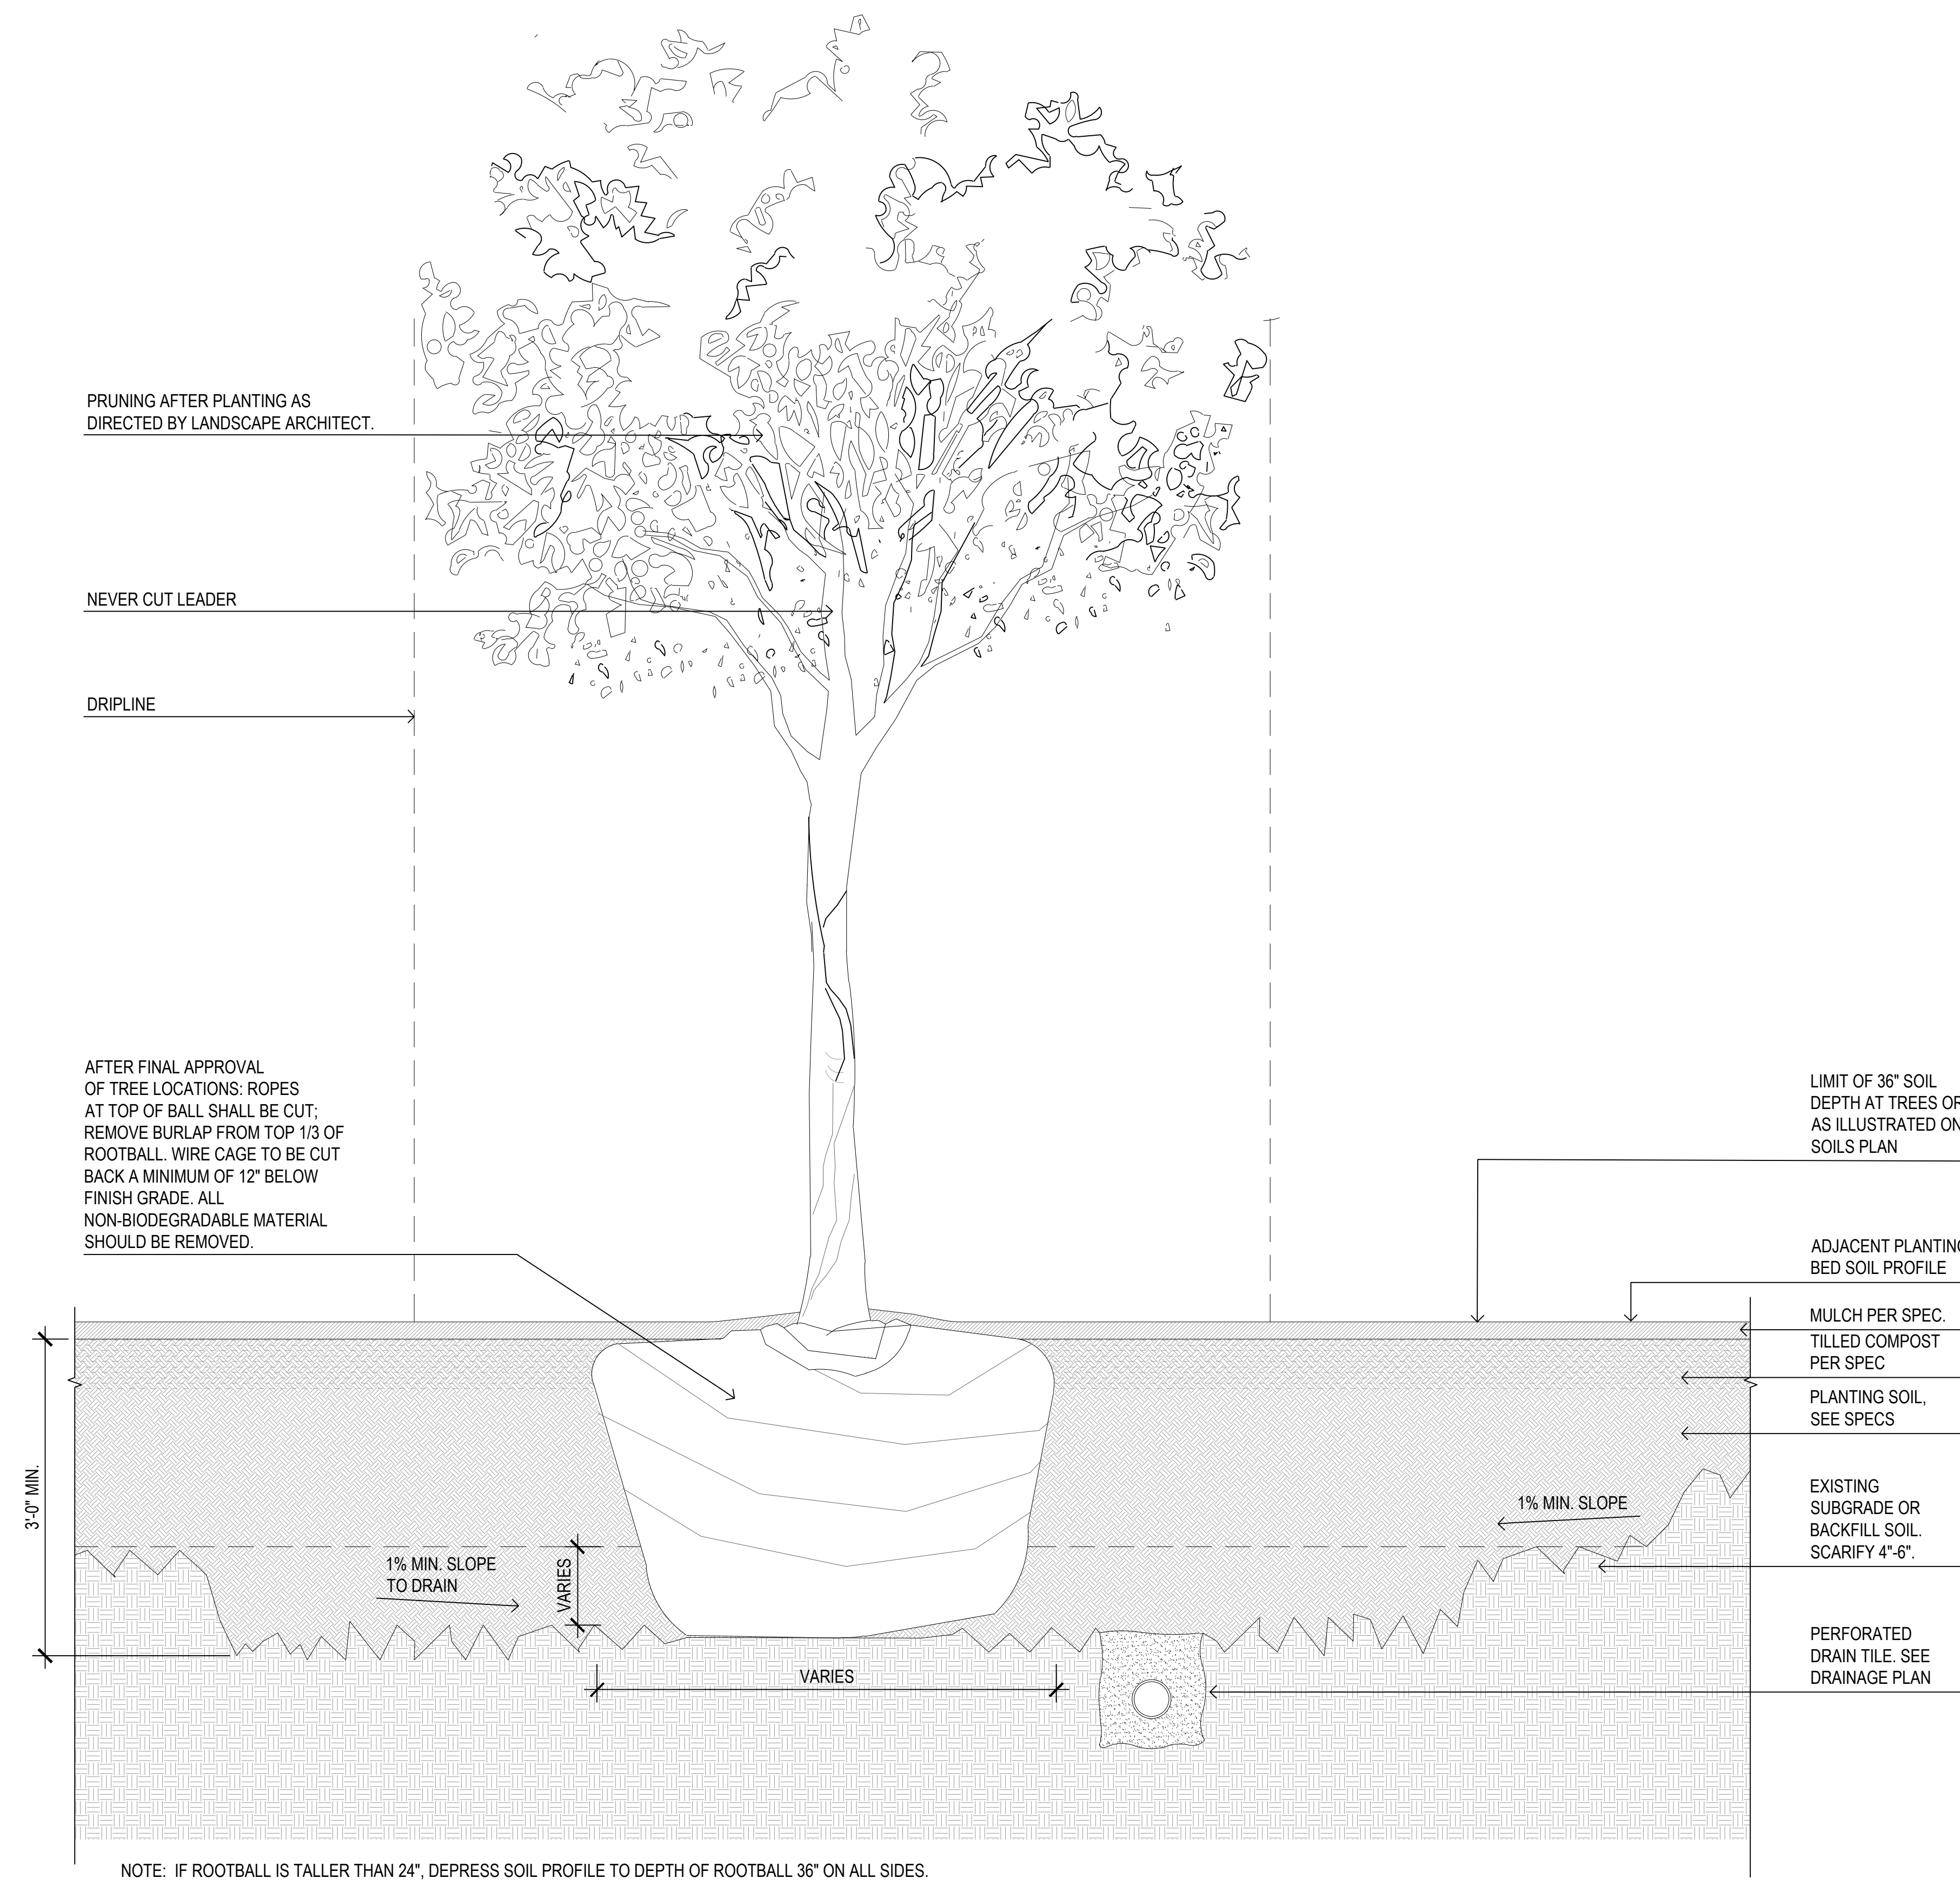 PRUNING AFTER PLANTING AS
DIRECTED BY LANDSCAPE ARCHITECT.
NEVER CUT LEADER
DRIPLINE
AFTER FINAL APPROVAL
OF TREE LOCATIONS: ROPES
AT TOP OF BALL SHALL BE CUT;
REMOVE BURLAP FROM TOP 1/3 OF
ROOTBALL. WIRE CAGE TO BE CUT
BACK A MINIMUM OF 12" BELOW
FINISH GRADE. ALL
NON-BIODEGRADABLE MATERIAL
SHOULD BE REMOVED.
LIMIT OF 36" SOIL
DEPTH AT TREES OR
AS ILLUSTRATED ON
SOILS PLAN
ADJACENT PLANTING
BED SOIL PROFILE
MULCH PER SPEC.
TILLED COMPOST
PER SPEC
PLANTING SOIL,
SEE SPECS
EXISTING
SUBGRADE OR
BACKFILL SOIL.
SCARIFY 4"-6".
PERFORATED
DRAIN TILE. SEE
DRAINAGE PLAN
3'-0" MIN.
1% MIN. SLOPE
TO DRAIN
VARIES
VARIES
1% MIN. SLOPE
NOTE: IF ROOTBALL IS TALLER THAN 24", DEPRESS SOIL PROFILE TO DEPTH OF ROOTBALL 36" ON ALL SIDES.